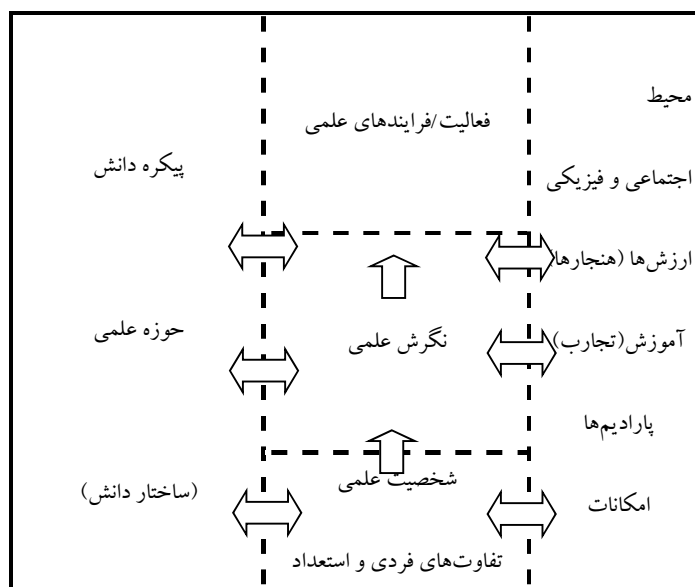 محیط
اجتماعی و فیزیکی
ارزش‌ها (هنجارها)
آموزش(تجارب)
پارادیم‌ها
امکانات
فعالیت/فرایندهای علمی
نگرش علمی
شخصیت علمی
تفاوت‌های فردی و استعداد
پیکره دانش
حوزه علمی
(ساختار دانش)